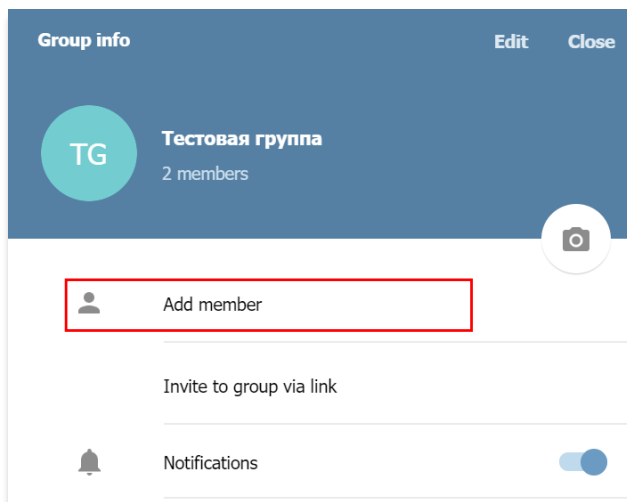 Group info
Edit
Close
TG
Тестовая группа
2 members
Add member
Invite to group via link
Notifications